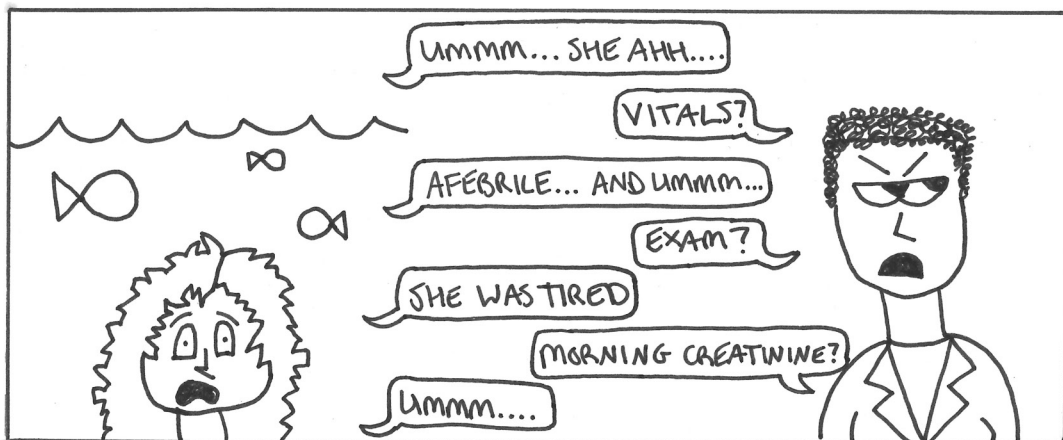 UMMM... SHE AHH....
VITALS?
AFEBRILE... AND UMMM...
EXAM?
SHE WAS TIRED
MORNING CREATININE?
UMMM....